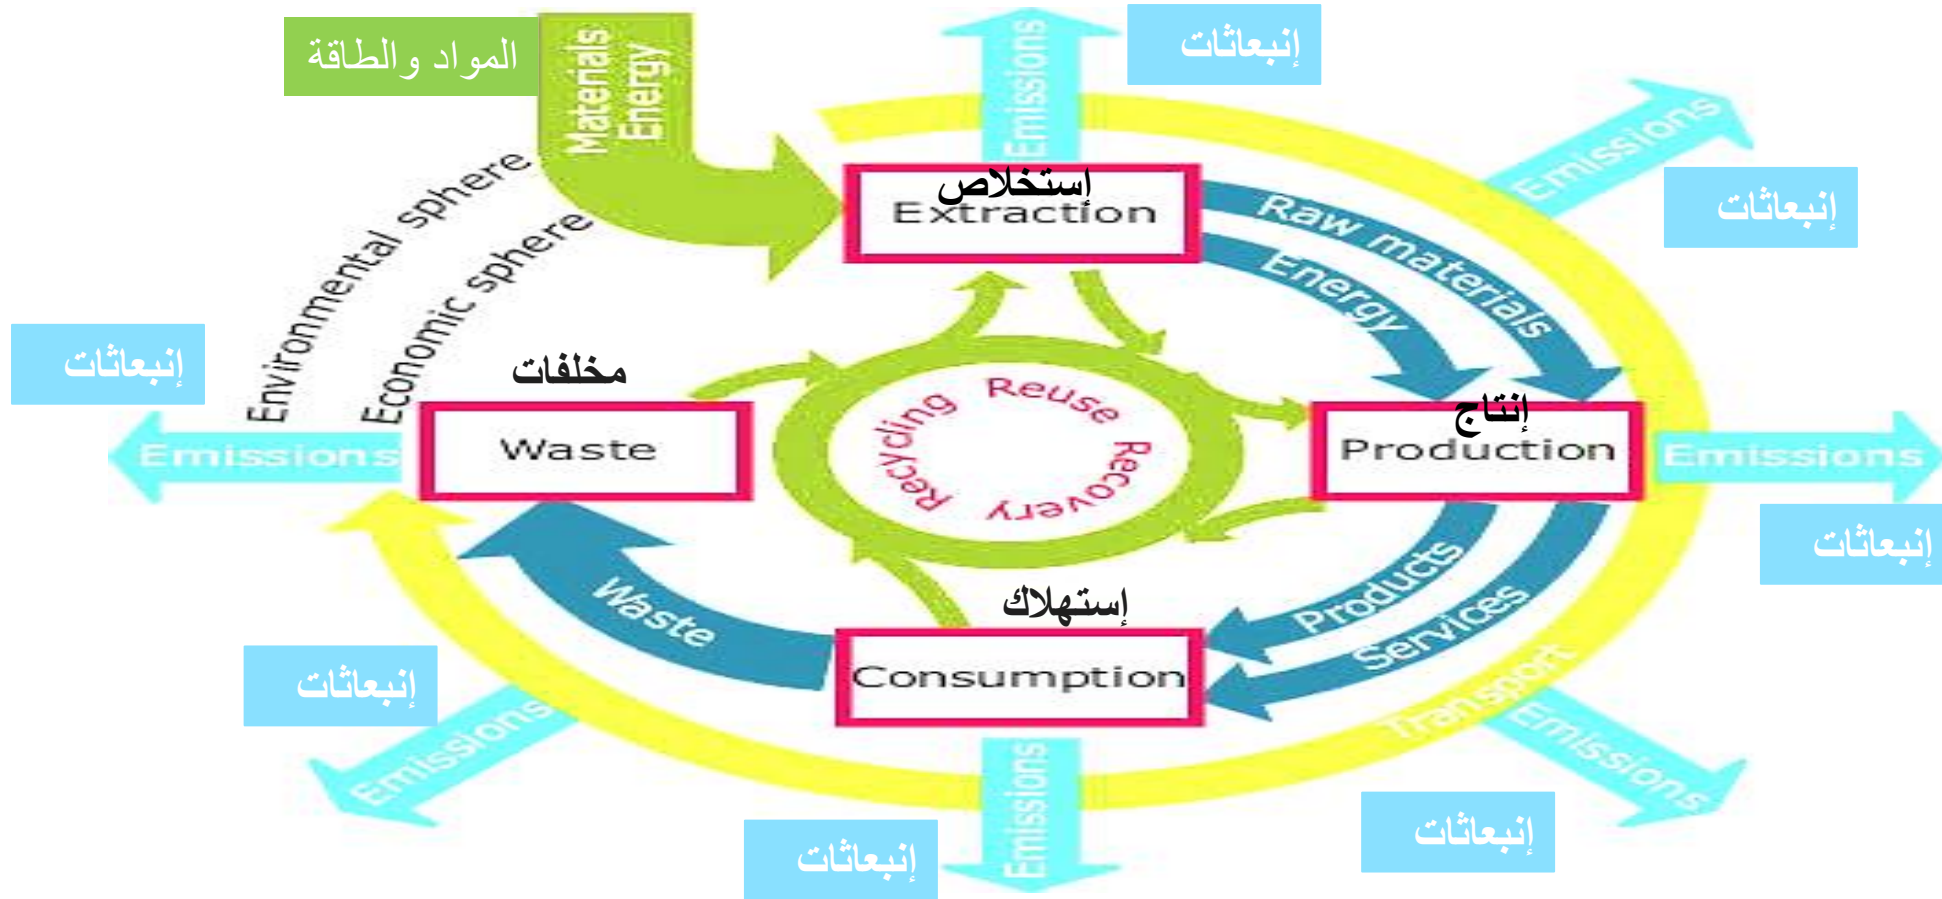 المواد والطاقة
Materials
Energy
Emissions
إنبعاثات
Emissions
إنبعاثات
Environmental sphere
Economic sphere
إستخلاص
Extraction
Raw materials
Energy
إنبعاثات
Emissions
مخلفات
Waste
Recycling Reuse Recovery
إنتاج
Production
Emissions
إنبعاثات
Waste
إستهلاك
Consumption
Products
Services
Transport
إنبعاثات
Emissions
Emissions
إنبعاثات
Emissions
إنبعاثات